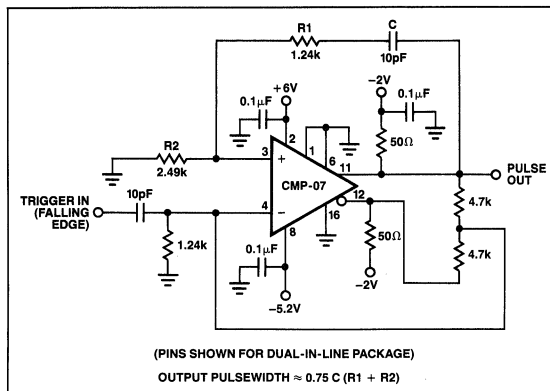 R1
1.24k
C
10pF
+6V
0.1µF
-2V
0.1µF
R2
2.49k
50Ω
2
1
6
3
+
11
PULSE
OUT
CMP-07
TRIGGER IN
(FALLING
EDGE)
10pF
4
−
12
16
8
4.7k
1.24k
0.1µF
50Ω
4.7k
-2V
-5.2V
(PINS SHOWN FOR DUAL-IN-LINE PACKAGE)
OUTPUT PULSEWIDTH ≈ 0.75 C (R1 + R2)